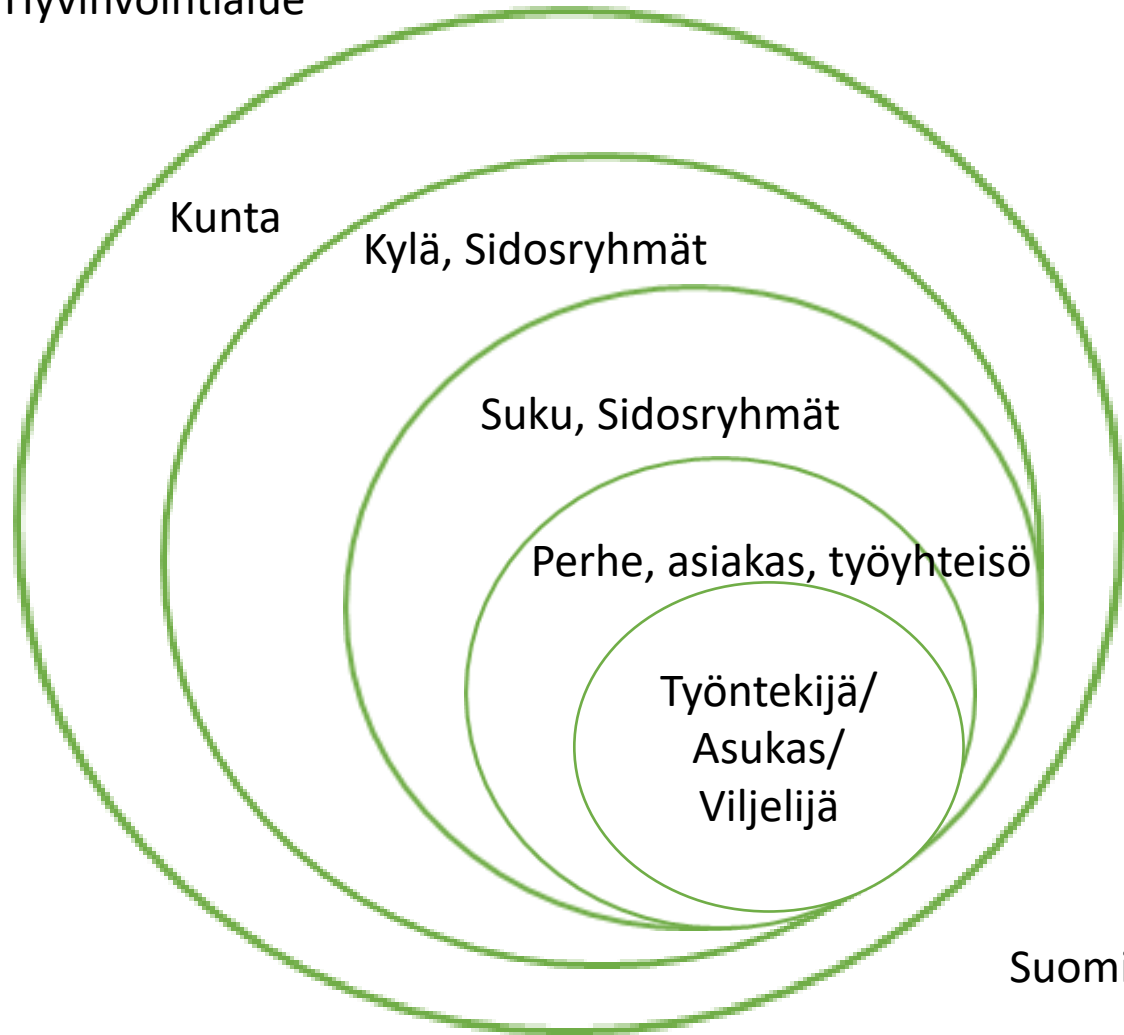 Hyvinvointialue
Kunta
Kylä, Sidosryhmät
Suku, Sidosryhmät
Perhe, asiakas, työyhteisö
Työntekijä/
Asukas/
Viljelijä
Suomi